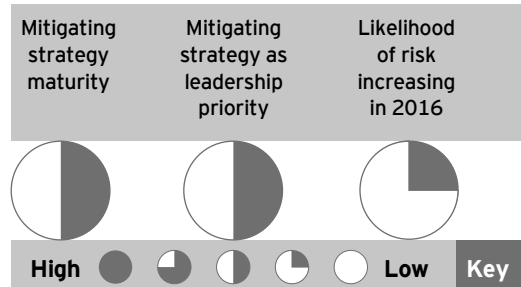 Mitigating
strategy
maturity
Mitigating
strategy as
leadership
priority
Likelihood
of risk
increasing
in 2016
High Low Key